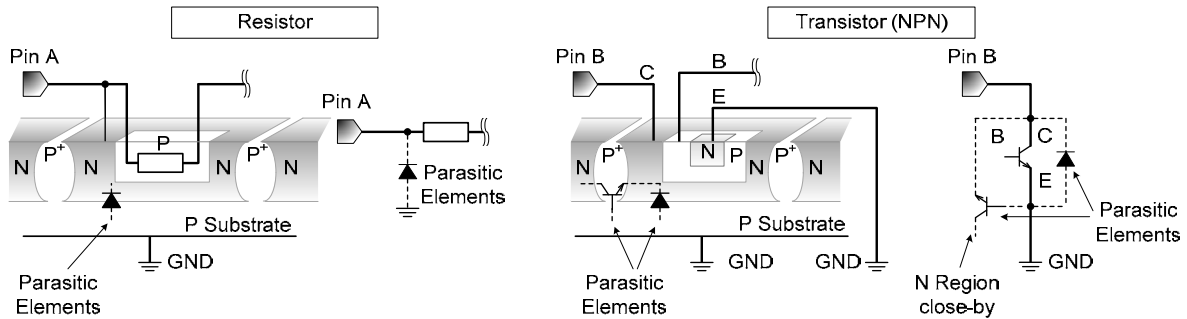 Resistor
Transistor (NPN)
Pin A
Pin B
C
B
E
Pin B
Pin A
N
P+
N
P
P+
N
Parasitic
Elements
P Substrate
GND
Parasitic
Elements
N
P+
N
N
P
P+
N
P Substrate
GND
GND
Parasitic
Elements
B
C
E
Parasitic
Elements
GND
N Region
close-by